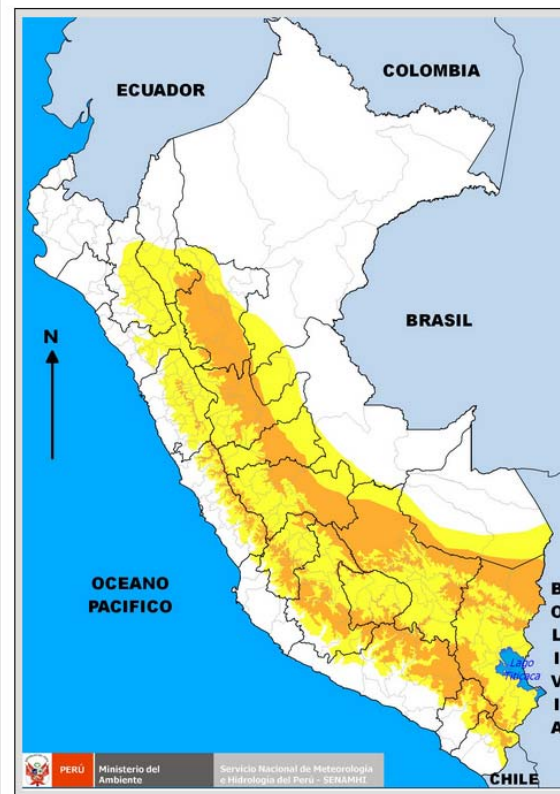 COLOMBIA
ECUADOR
BRASIL
N
OCEANO
PACIFICO
BOLIVIA
Lago
Titicaca
PERÚ
Ministerio del
Ambiente
Servicio Nacional de Meteorología
e Hidrología del Perú - SENAMHI
CHILE